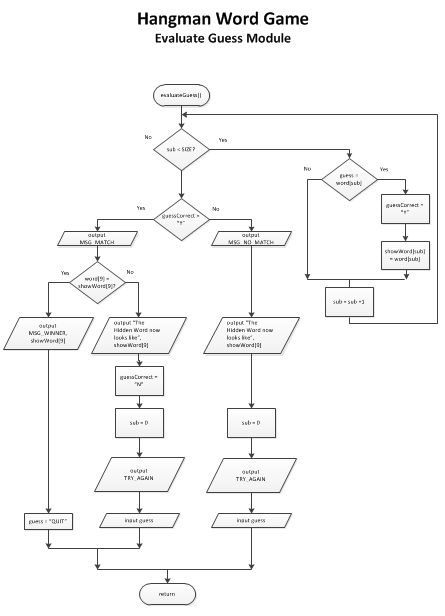 Hangman Word Game
Evaluate Guess Module
evaluateGuess()
No
sub < SIZE?
Yes
No
guess =
word[sub]
Yes
Yes
guessCorrect =
"Y"
No
guessCorrect =
"Y"
output
MSG_MATCH
output
MSG_NO_MATCH
showWord[sub]
= word[sub]
Yes
word[9] =
showWord[9]?
No
sub = sub +1
output
MSG_WINNER,
showWord[9]
output "The
Hidden Word now
looks like",
showWord[9]
output "The
Hidden Word now
looks like",
showWord[9]
guessCorrect =
"N"
sub = 0
sub = 0
output
TRY_AGAIN
output
TRY_AGAIN
guess = "QUIT"
input guess
input guess
return